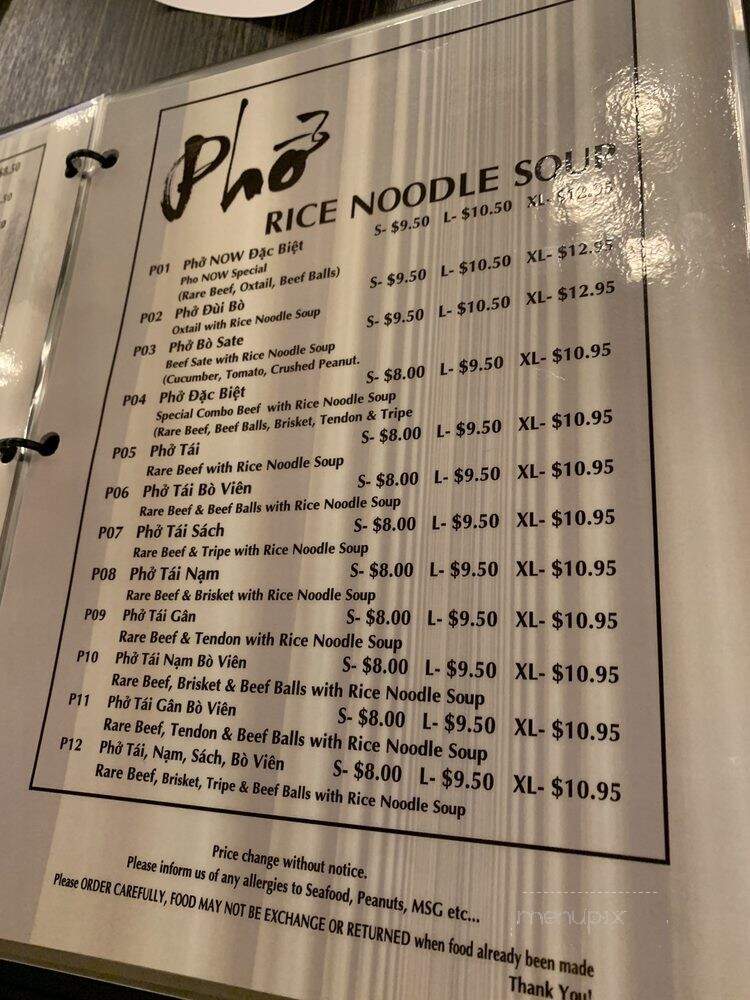 Phở
RICE NOODLE SOUP
P01 Phở NOW Đặc Biệt S- $9.50 L- $10.50 XL- $12.95
Pho NOW Special
(Rare Beef, Oxtail, Beef Balls)
P02 Phở Đùi Bò S- $9.50 L- $10.50 XL- $12.95
Oxtail with Rice Noodle Soup
P03 Phở Bò Sate S- $9.50 L- $10.50 XL- $12.95
Beef Sate with Rice Noodle Soup
(Cucumber, Tomato, Crushed Peanut.
P04 Phở Đặc Biệt S- $8.00 L- $9.50 XL- $10.95
Special Combo Beef with Rice Noodle Soup
(Rare Beef, Beef Balls, Brisket, Tendon & Tripe
P05 Phở Tái S- $8.00 L- $9.50 XL- $10.95
Rare Beef with Rice Noodle Soup
P06 Phở Tái Bò Viên S- $8.00 L- $9.50 XL- $10.95
Rare Beef & Beef Balls with Rice Noodle Soup
P07 Phở Tái Sách S- $8.00 L- $9.50 XL- $10.95
Rare Beef & Tripe with Rice Noodle Soup
P08 Phở Tái Nạm S- $8.00 L- $9.50 XL- $10.95
Rare Beef & Brisket with Rice Noodle Soup
P09 Phở Tái Gân S- $8.00 L- $9.50 XL- $10.95
Rare Beef & Tendon with Rice Noodle Soup
P10 Phở Tái Nạm Bò Viên S- $8.00 L- $9.50 XL- $10.95
Rare Beef, Brisket & Beef Balls with Rice Noodle Soup
P11 Phở Tái Gân Bò Viên S- $8.00 L- $9.50 XL- $10.95
Rare Beef, Tendon & Beef Balls with Rice Noodle Soup
P12 Phở Tái, Nạm, Sách, Bò Viên S- $8.00 L- $9.50 XL- $10.95
Rare Beef, Brisket, Tripe & Beef Balls with Rice Noodle Soup
Price change without notice.
Please inform us of any allergies to Seafood, Peanuts, MSG etc...
Please ORDER CAREFULLY, FOOD MAY NOT BE EXCHANGE OR RETURNED when food already been made
Thank You!
menupix